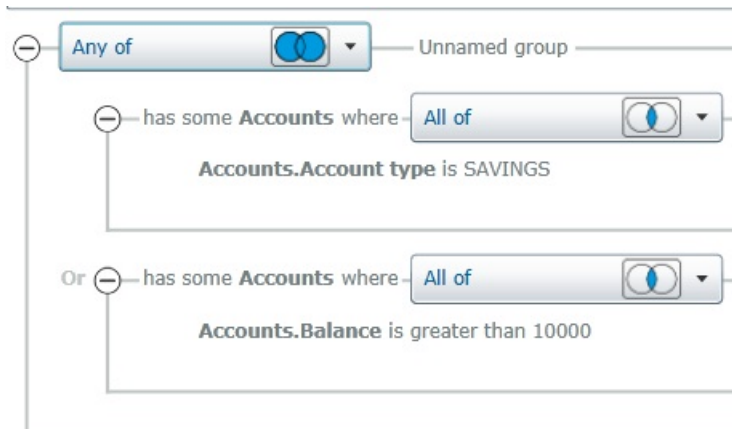 Any of Unnamed group
has some Accounts where All of
Accounts.Account type is SAVINGS
Or has some Accounts where All of
Accounts.Balance is greater than 10000